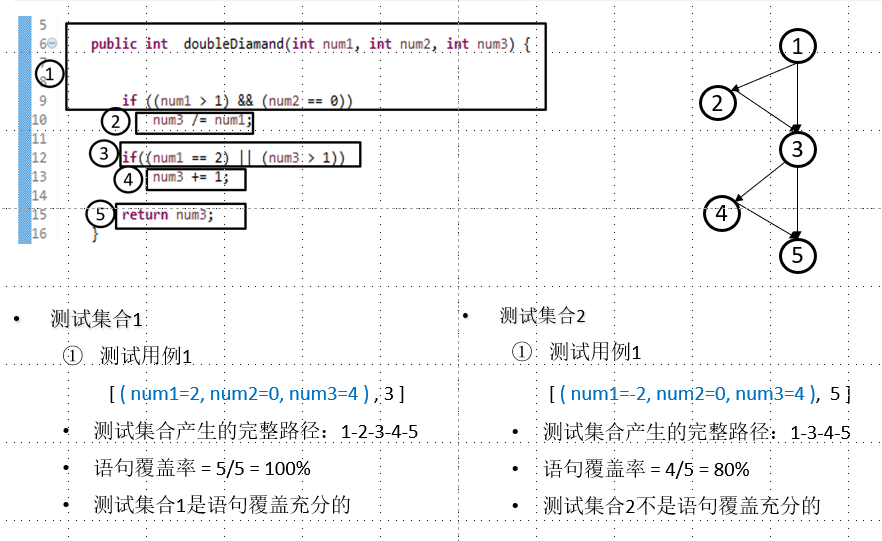 5
6 public int doubleDiamand(int num1, int num2, int num3) {
7
①
8
9 if ((num1 > 1) && (num2 == 0))
10 ② num3 /= num1;
11
12 ③ if((num1 == 2) || (num3 > 1))
13 ④ num3 += 1;
14
15 ⑤ return num3;
16 }
1
2
3
4
5
• 测试集合1
① 测试用例1
[ ( num1=2, num2=0, num3=4 ) , 3 ]
• 测试集合产生的完整路径：1-2-3-4-5
• 语句覆盖率 = 5/5 = 100%
• 测试集合1是语句覆盖充分的
• 测试集合2
① 测试用例1
[ ( num1=-2, num2=0, num3=4 ), 5 ]
• 测试集合产生的完整路径：1-3-4-5
• 语句覆盖率 = 4/5 = 80%
• 测试集合2不是语句覆盖充分的